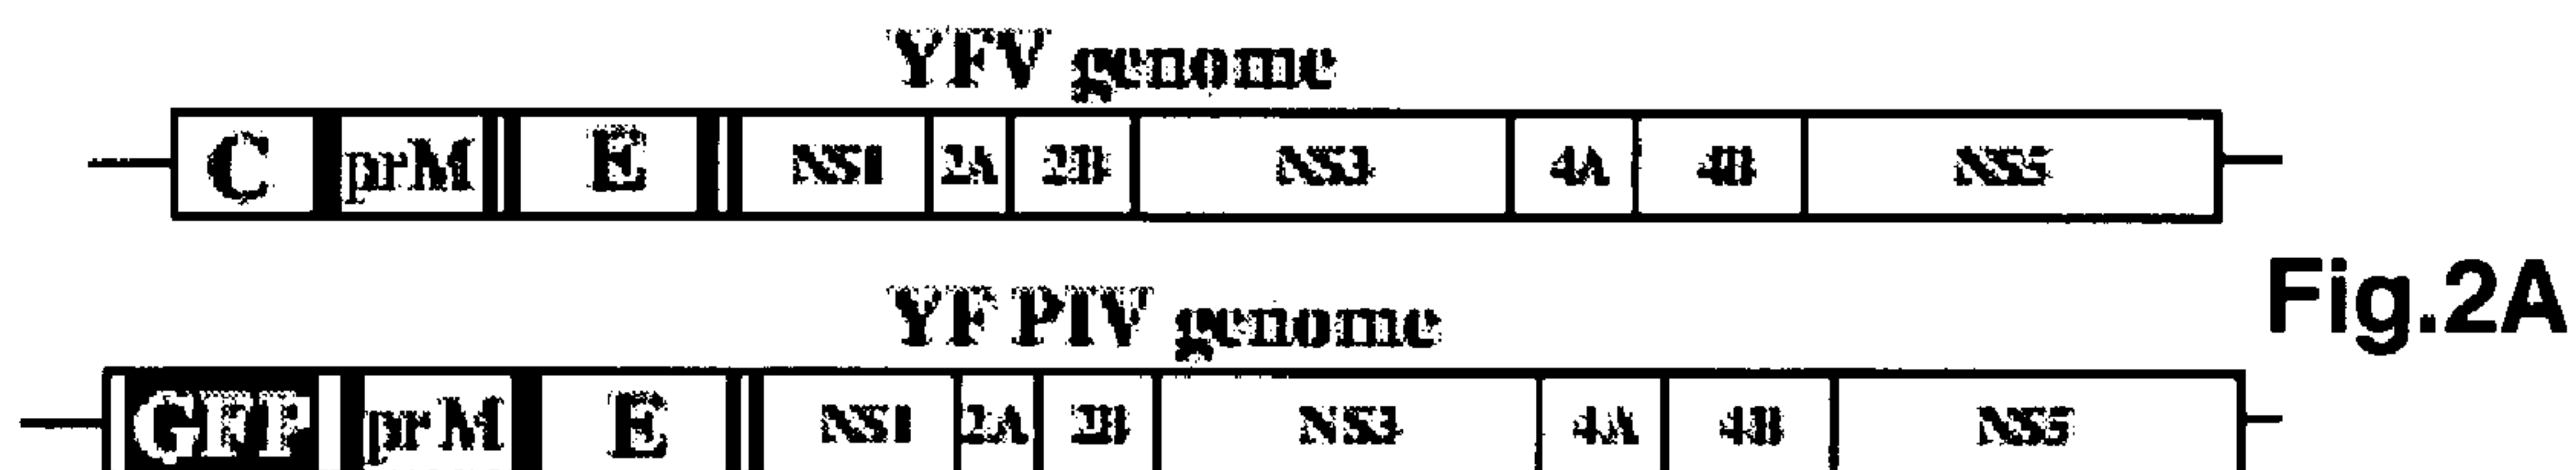 YFV genome
C prM E NS1 2A 2B NS3 4A 4B NS5
Fig.2A
YF PIV genome
GFP prM E NS1 2A 2B NS3 4A 4B NS5